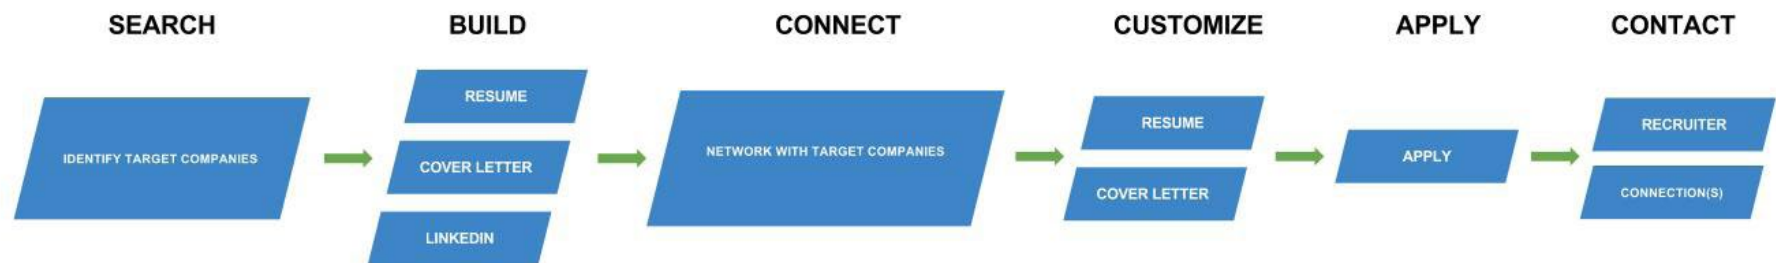 SEARCH
BUILD
CONNECT
CUSTOMIZE
APPLY
CONTACT
IDENTIFY TARGET COMPANIES
RESUME
COVER LETTER
LINKEDIN
NETWORK WITH TARGET COMPANIES
RESUME
COVER LETTER
APPLY
RECRUITER
CONNECTION(S)